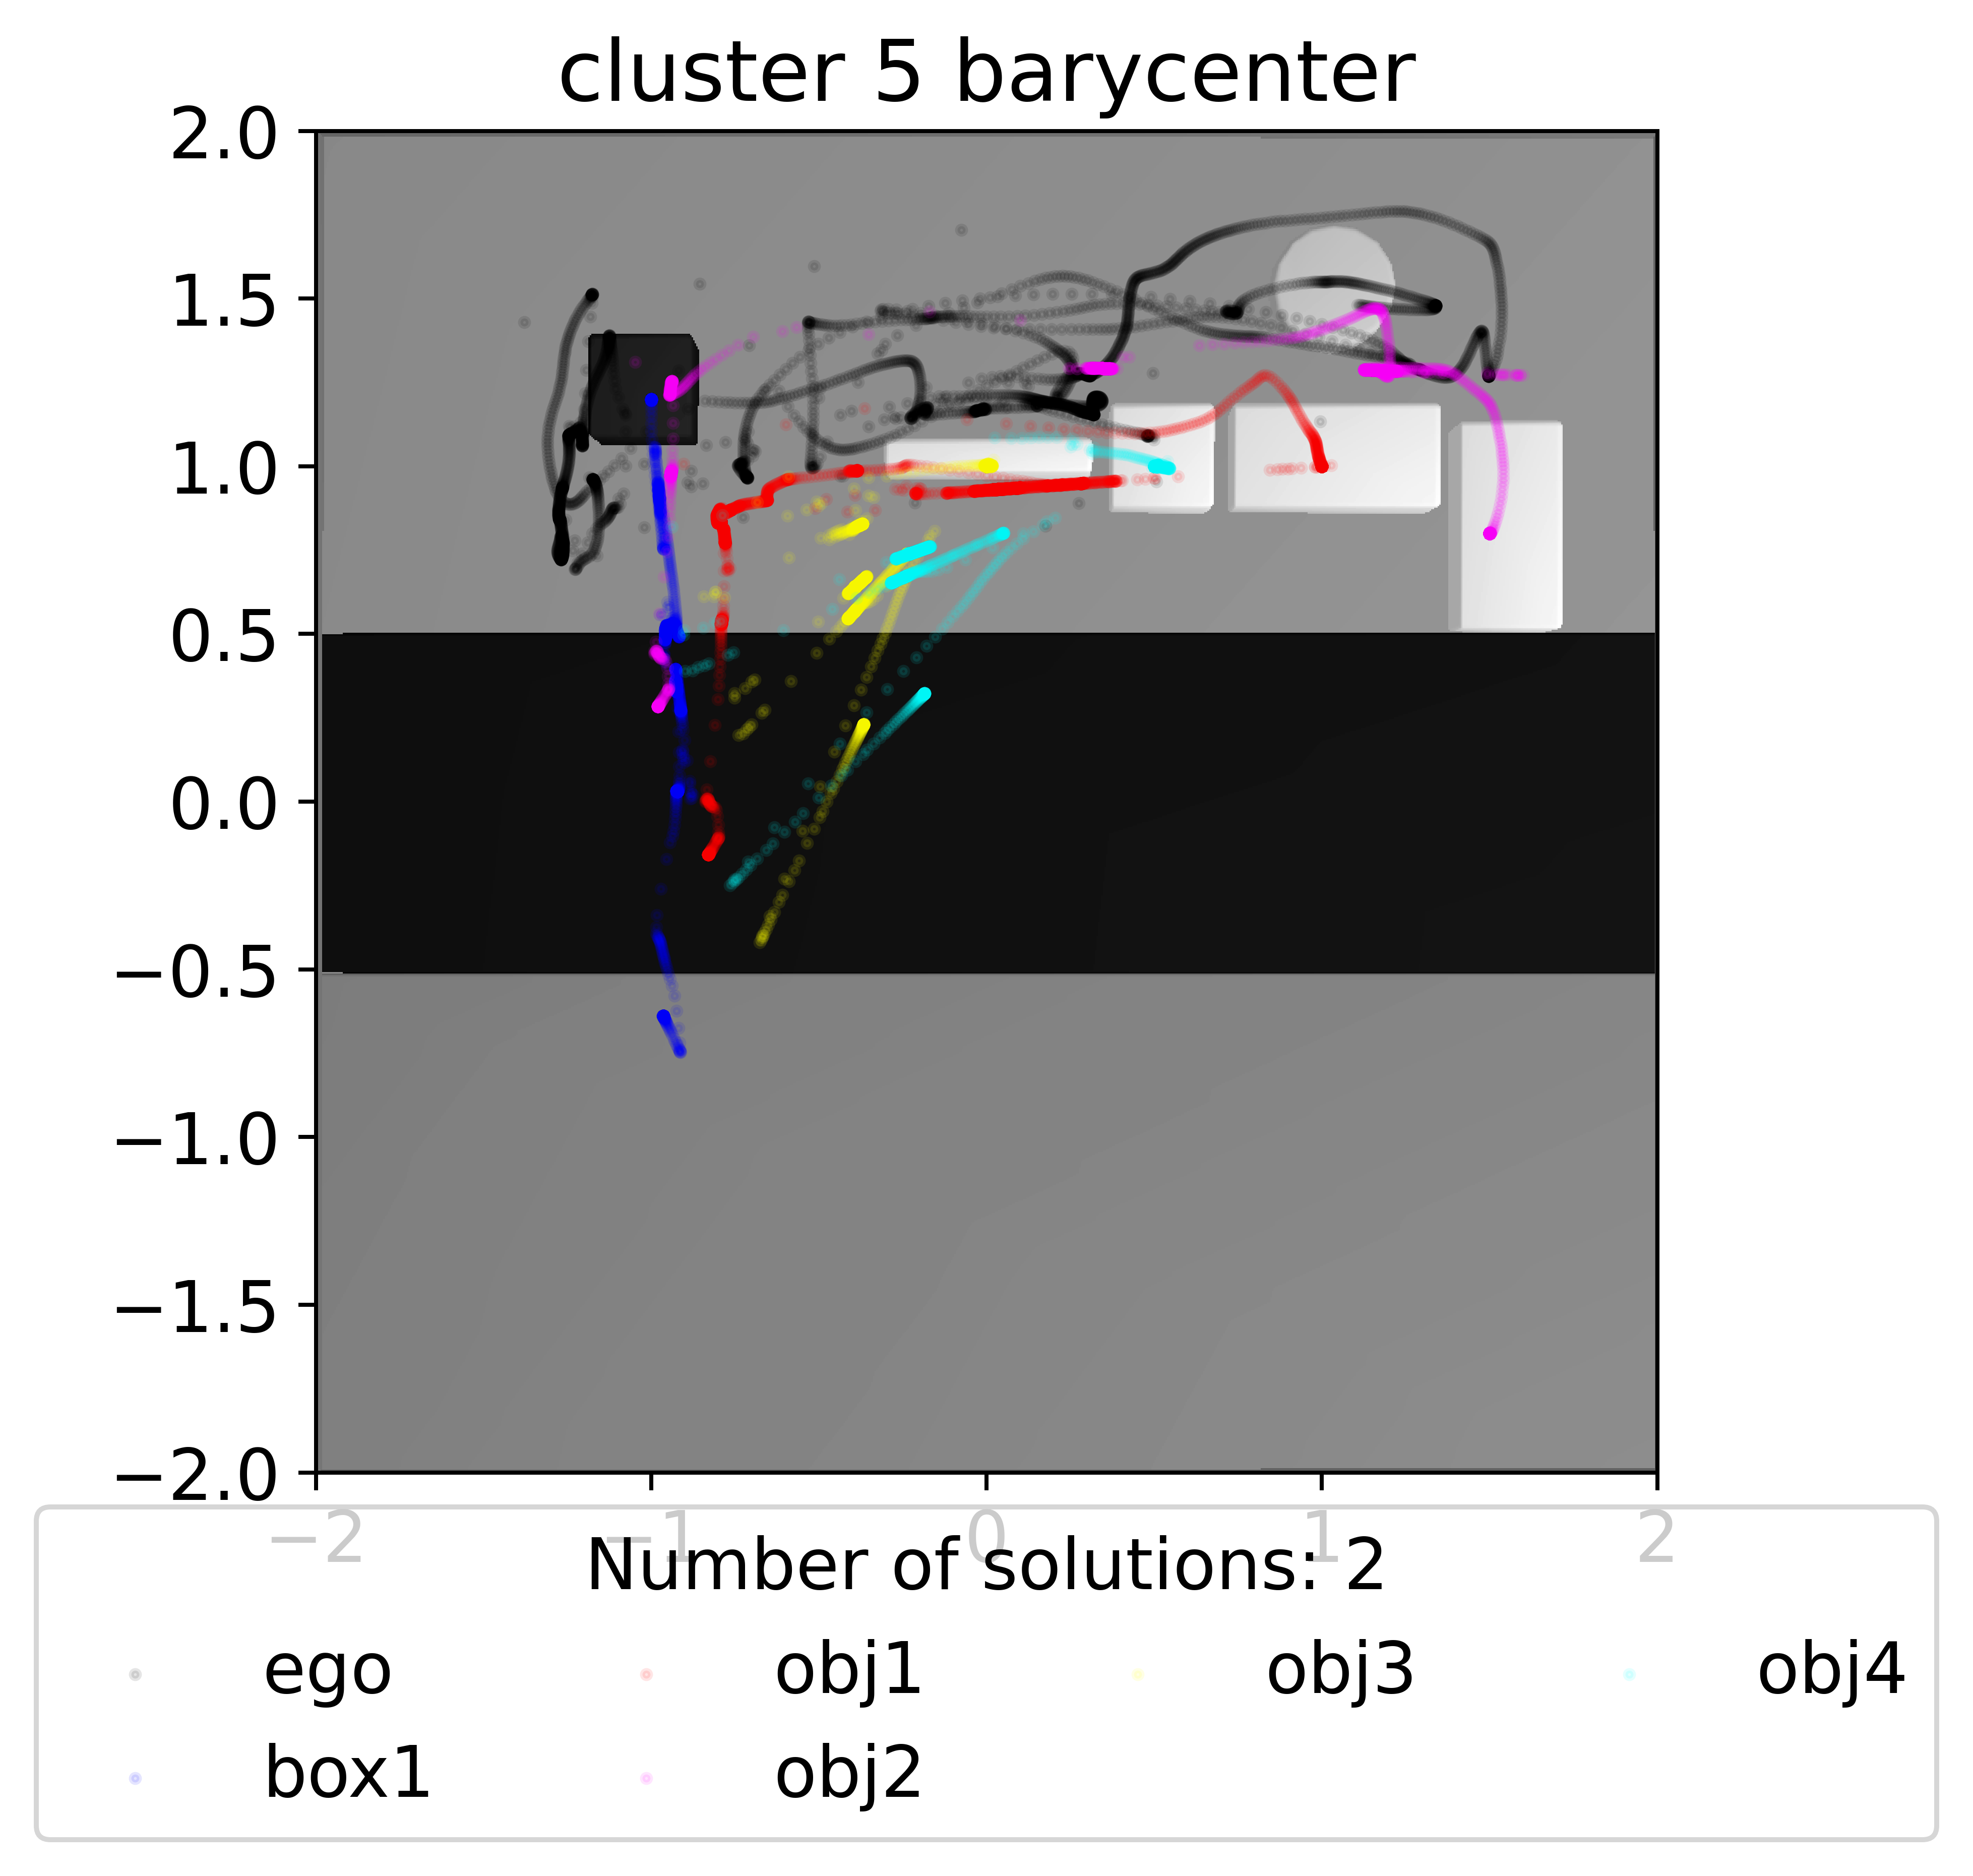 cluster 5 barycenter
2.0
1.5
1.0
0.5
0.0
−0.5
−1.0
−1.5
−2.0
−2 −1 0 1 2
Number of solutions: 2
ego obj1 obj3 obj4
box1 obj2